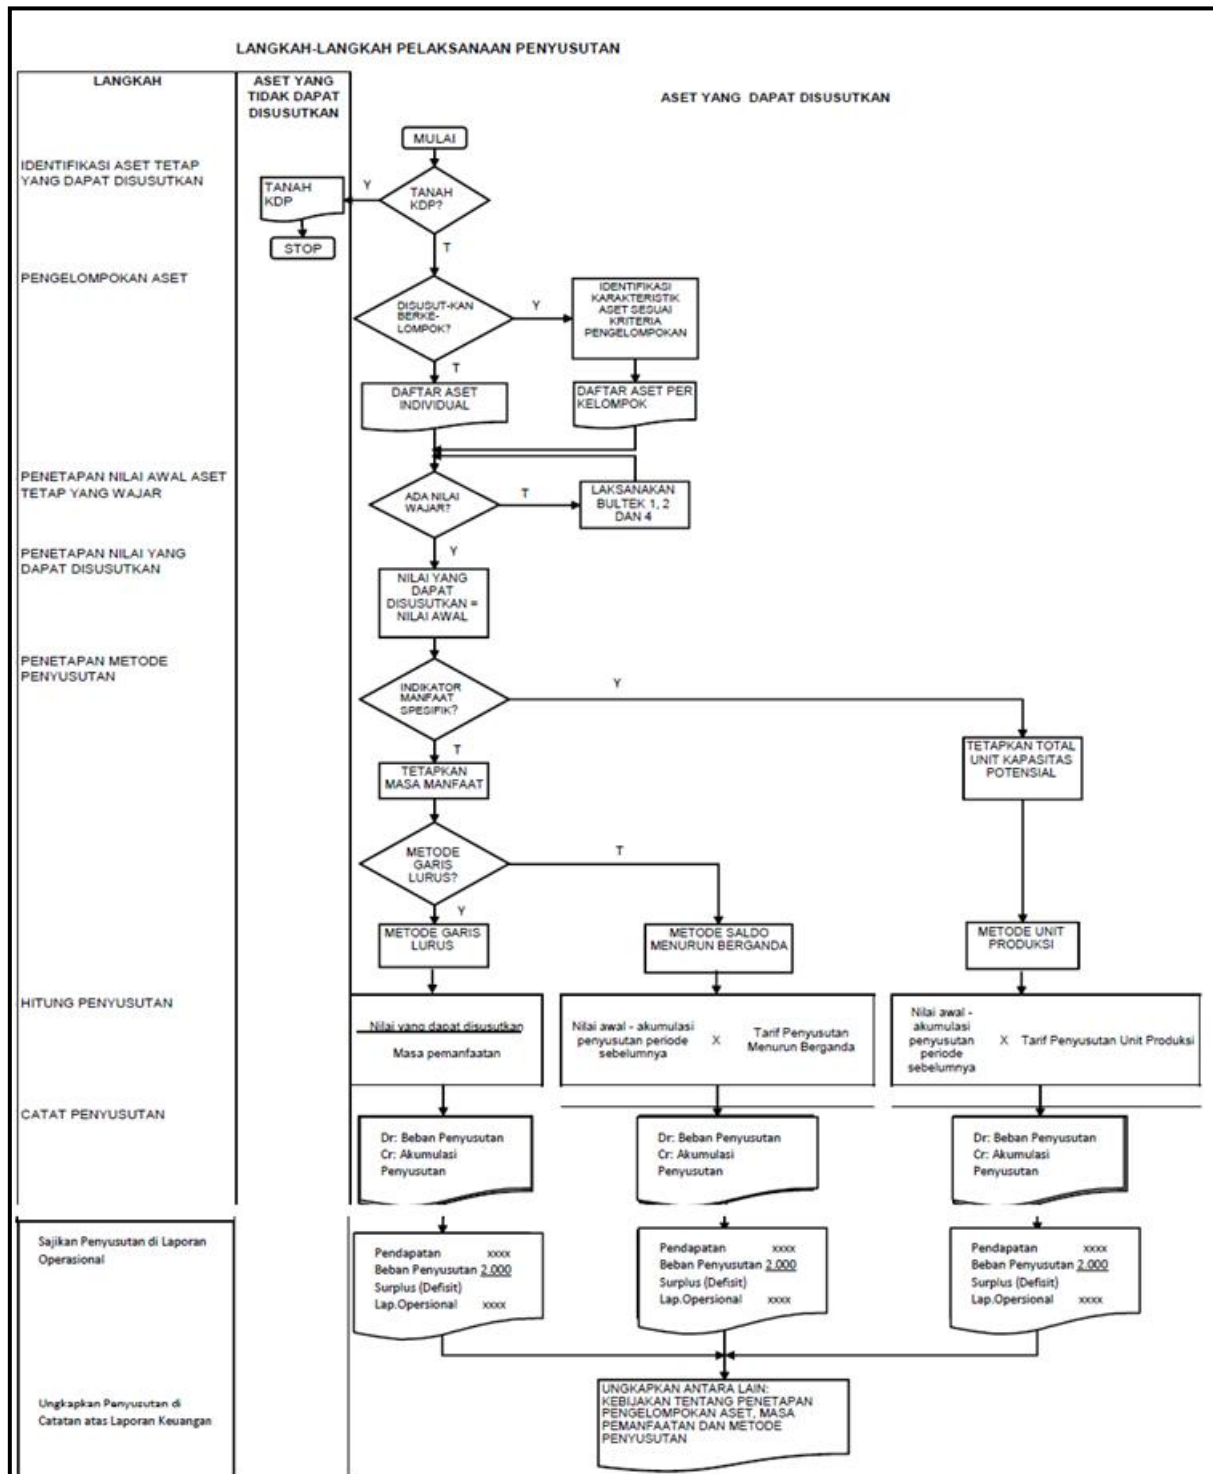 LANGKAH-LANGKAH PELAKSANAAN PENYUSUTAN
LANGKAH
ASET YANG
TIDAK DAPAT
DISUSUTKAN
ASET YANG DAPAT DISUSUTKAN
MULAI
IDENTIFIKASI ASET TETAP
YANG DAPAT DISUSUTKAN
TANAH
KDP
Y
TANAH
KDP?
STOP
T
PENGELOMPOKAN ASET
DISUSUT-KAN
BERKE-
LOMPOK?
Y
IDENTIFIKASI
KARAKTERISTIK
ASET SESUAI
KRITERIA
PENGELOMPOKAN
T
DAFTAR ASET
INDIVIDUAL
DAFTAR ASET PER
KELOMPOK
PENETAPAN NILAI AWAL ASET
TETAP YANG WAJAR
ADA NILAI
WAJAR?
T
LAKSANAKAN
BULTEK 1, 2
DAN 4
PENETAPAN NILAI YANG
DAPAT DISUSUTKAN
Y
NILAI YANG
DAPAT
DISUSUTKAN =
NILAI AWAL
PENETAPAN METODE
PENYUSUTAN
INDIKATOR
MANFAAT
SPESIFIK?
Y
T
TETAPKAN
MASA MANFAAT
TETAPKAN TOTAL
UNIT KAPASITAS
POTENSIAL
METODE
GARIS
LURUS?
T
Y
METODE GARIS
LURUS
METODE SALDO
MENURUN BERGANDA
METODE UNIT
PRODUKSI
HITUNG PENYUSUTAN
Nilai yang dapat disusutkan
Masa pemanfaatan
Nilai awal - akumulasi
penyusutan periode
sebelumnya
X
Tarif Penyusutan
Menurun Berganda
Nilai awal -
akumulasi
penyusutan
periode
sebelumnya
X Tarif Penyusutan Unit Produksi
CATAT PENYUSUTAN
Dr: Beban Penyusutan
Cr: Akumulasi
Penyusutan
Dr: Beban Penyusutan
Cr: Akumulasi
Penyusutan
Dr: Beban Penyusutan
Cr: Akumulasi
Penyusutan
Sajikan Penyusutan di Laporan
Operasional
Pendapatan xxxx
Beban Penyusutan 2.000
Surplus (Defisit)
Lap.Opersional xxxx
Pendapatan xxxx
Beban Penyusutan 2.000
Surplus (Defisit)
Lap.Opersional xxxx
Pendapatan xxxx
Beban Penyusutan 2.000
Surplus (Defisit)
Lap.Opersional xxxx
Ungkapkan Penyusutan di
Catatan atas Laporan Keuangan
UNGKAPKAN ANTARA LAIN:
KEBIJAKAN TENTANG PENETAPAN
PENGELOMPOKAN ASET, MASA
PEMANFAATAN DAN METODE
PENYUSUTAN